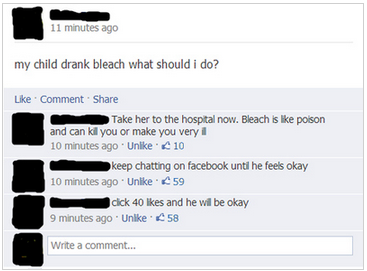 11 minutes ago
my child drank bleach what should i do?
Like · Comment · Share
Take her to the hospital now. Bleach is like poison
and can kill you or make you very ill
10 minutes ago · Unlike · 10
keep chatting on facebook until he feels okay
10 minutes ago · Unlike · 59
click 40 likes and he will be okay
9 minutes ago · Unlike · 58
Write a comment...